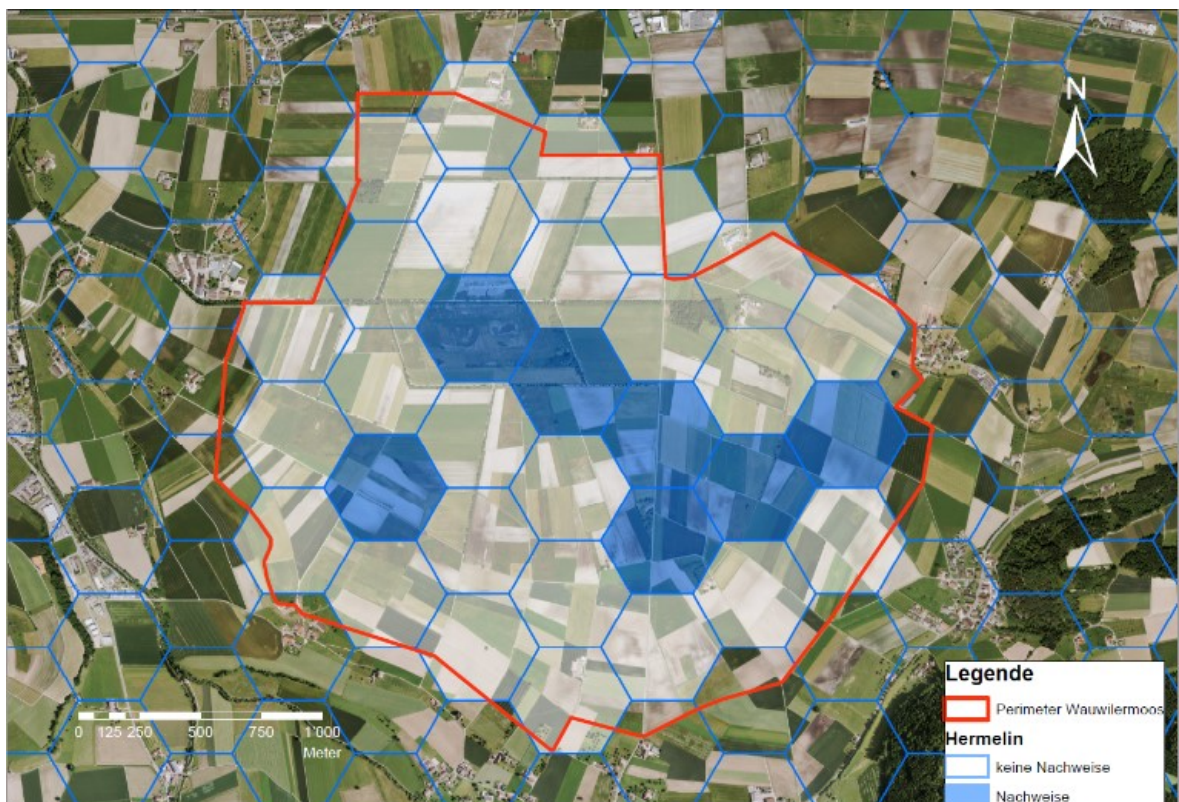 N
0 125 250 500 750 1'000
Meter
Legende
Perimeter Wauwilermoos
Hermelin
keine Nachweise
Nachweise